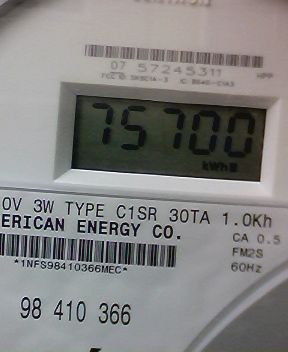 07 57245311 HPP
75700
kWh
0V 3W TYPE C1SR 30TA 1.0Kh
ERICAN ENERGY CO. CA 0.5
FM2S
*1NFS98410366MEC* 60Hz
98 410 366